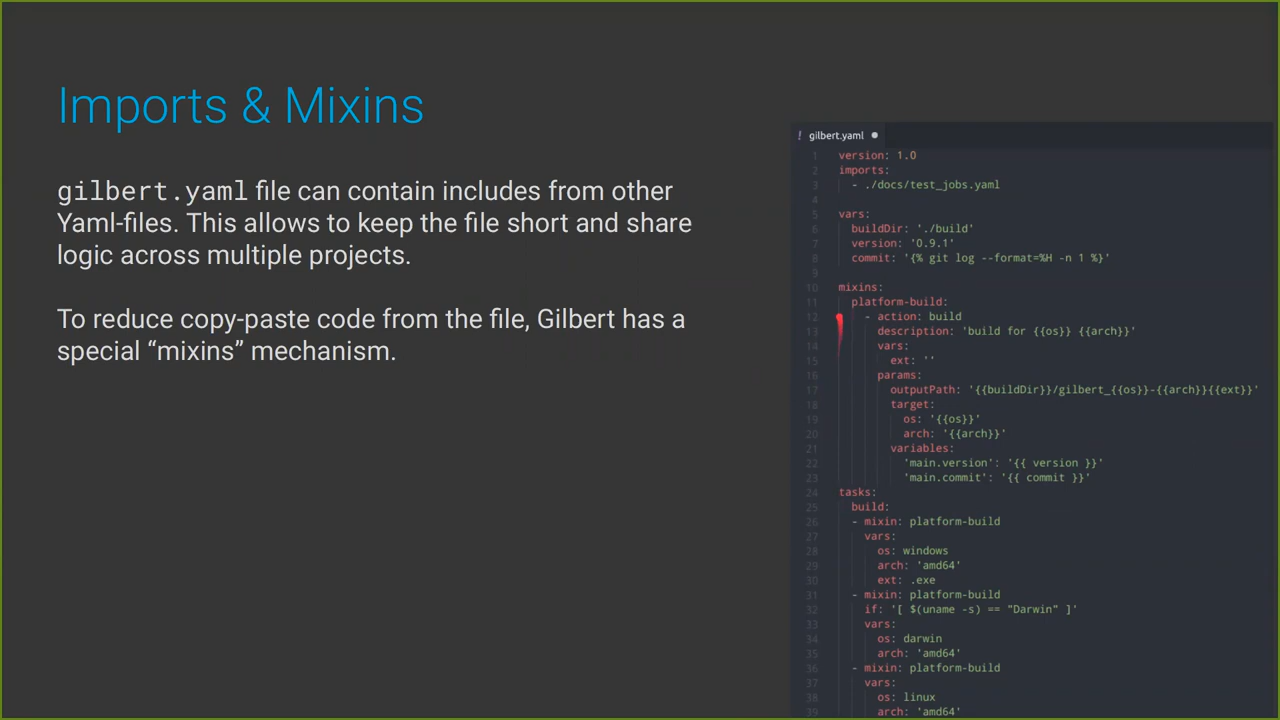 Imports & Mixins
gilbert.yaml file can contain includes from other
Yaml-files. This allows to keep the file short and share
logic across multiple projects.
To reduce copy-paste code from the file, Gilbert has a
special “mixins” mechanism.
! gilbert.yaml ●
1 version: 1.0
2 imports:
3   - ./docs/test_jobs.yaml
4
5 vars:
6   buildDir: './build'
7   version: '0.9.1'
8   commit: '{% git log --format=%H -n 1 %}'
9
10 mixins:
11   platform-build:
12     - action: build
13       description: 'build for {{os}} {{arch}}'
14       vars:
15         ext: ''
16       params:
17         outputPath: '{{buildDir}}/gilbert_{{os}}-{{arch}}{{ext}}'
18         target:
19           os: '{{os}}'
20           arch: '{{arch}}'
21         variables:
22           'main.version': '{{ version }}'
23           'main.commit': '{{ commit }}'
24 tasks:
25   build:
26   - mixin: platform-build
27     vars:
28       os: windows
29       arch: 'amd64'
30       ext: .exe
31   - mixin: platform-build
32     if: '[ $(uname -s) == "Darwin" ]'
33     vars:
34       os: darwin
35       arch: 'amd64'
36   - mixin: platform-build
37     vars:
38       os: linux
39       arch: 'amd64'